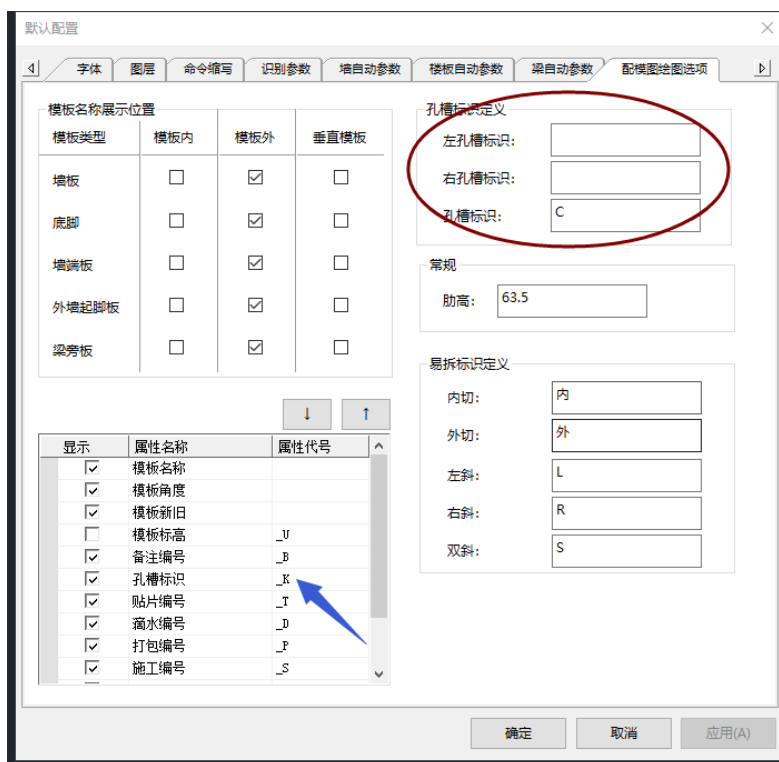 默认配置
字体 图层 命令缩写 识别参数 墙自动参数 楼板自动参数 梁自动参数 配模图绘图选项
模板名称展示位置
模板类型 模板内 模板外 垂直模板
墙板
底脚
墙端板
外墙起脚板
梁旁板
显示 属性名称 属性代号
模板名称
模板角度
模板新旧
模板标高 _U
备注编号 _B
孔槽标识 _K
贴片编号 _T
滴水编号 _D
打包编号 _P
施工编号 _S
孔槽标识定义
左孔槽标识:
右孔槽标识:
孔槽标识: C
常规
肋高: 63.5
易拆标识定义
内切: 内
外切: 外
左斜: L
右斜: R
双斜: S
确定 取消 应用(A)